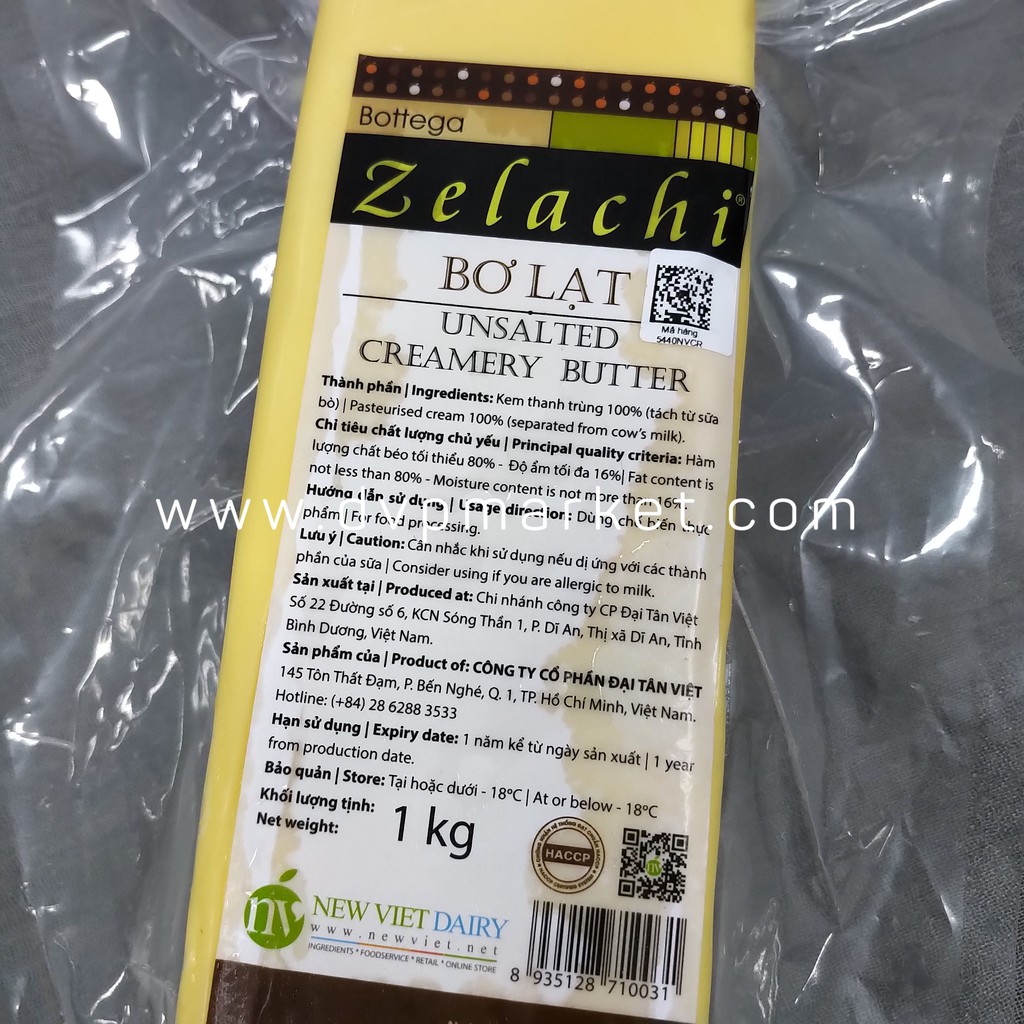 Bottega
Zelachi®
BƠ LẠT
Mã hàng
5440NVCR
UNSALTED
CREAMERY BUTTER
Thành phần | Ingredients: Kem thanh trùng 100% (tách từ sữa
bò) | Pasteurised cream 100% (separated from cow's milk).
Chỉ tiêu chất lượng chủ yếu | Principal quality criteria: Hàm
lượng chất béo tối thiểu 80% - Độ ẩm tối đa 16%| Fat content is
not less than 80% - Moisture content is not more than 16%.
www.dvpmarket.com
Hướng dẫn sử dụng | Usage direction: Dùng chế biến thực
phẩm | For food processing.
Lưu ý | Caution: Cân nhắc khi sử dụng nếu dị ứng với các thành
phần của sữa | Consider using if you are allergic to milk.
Sản xuất tại | Produced at: Chi nhánh công ty CP Đại Tân Việt
Số 22 Đường số 6, KCN Sóng Thần 1, P. Dĩ An, Thị xã Dĩ An, Tỉnh
Bình Dương, Việt Nam.
Sản phẩm của | Product of: CÔNG TY CỔ PHẦN ĐẠI TÂN VIỆT
145 Tôn Thất Đạm, P. Bến Nghé, Q. 1, TP. Hồ Chí Minh, Việt Nam.
Hotline: (+84) 28 6288 3533
Hạn sử dụng | Expiry date: 1 năm kể từ ngày sản xuất | 1 year
from production date.
Bảo quản | Store: Tại hoặc dưới - 18ºC | At or below - 18ºC
Khối lượng tịnh:
Net weight:
1 kg
HACCP
nv
NEW VIET DAIRY
www.newviet.net
INGREDIENTS * FOODSERVICE * RETAIL * ONLINE STORE
8 935128 710031